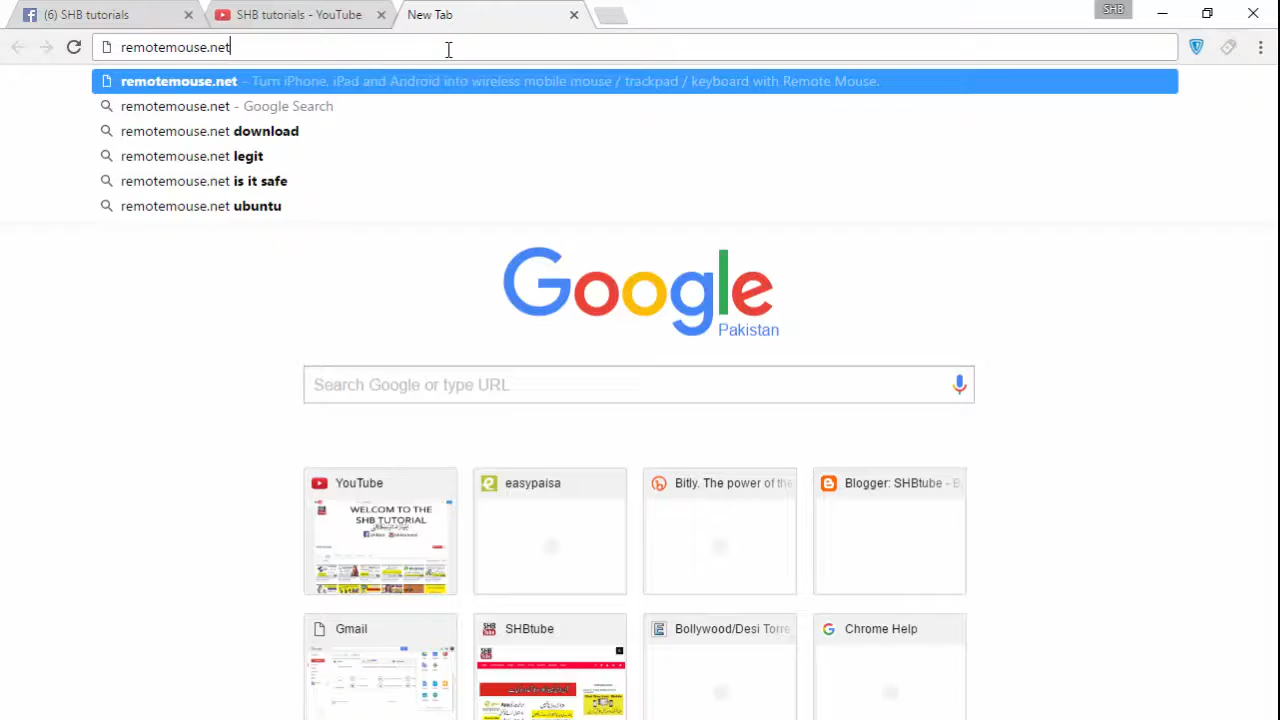 (6) SHB tutorials
SHB tutorials - YouTube
New Tab
SHB
remotemouse.net
remotemouse.net – Turn iPhone, iPad and Android into wireless mobile mouse / trackpad / keyboard with Remote Mouse.
remotemouse.net - Google Search
remotemouse.net download
remotemouse.net legit
remotemouse.net is it safe
remotemouse.net ubuntu
Google
Pakistan
Search Google or type URL
YouTube
easypaisa
Bitly. The power of the
Blogger: SHBtube - B
WELCOM TO THE
SHB TUTORIAL
Gmail
SHBtube
Bollywood/Desi Torre
Chrome Help